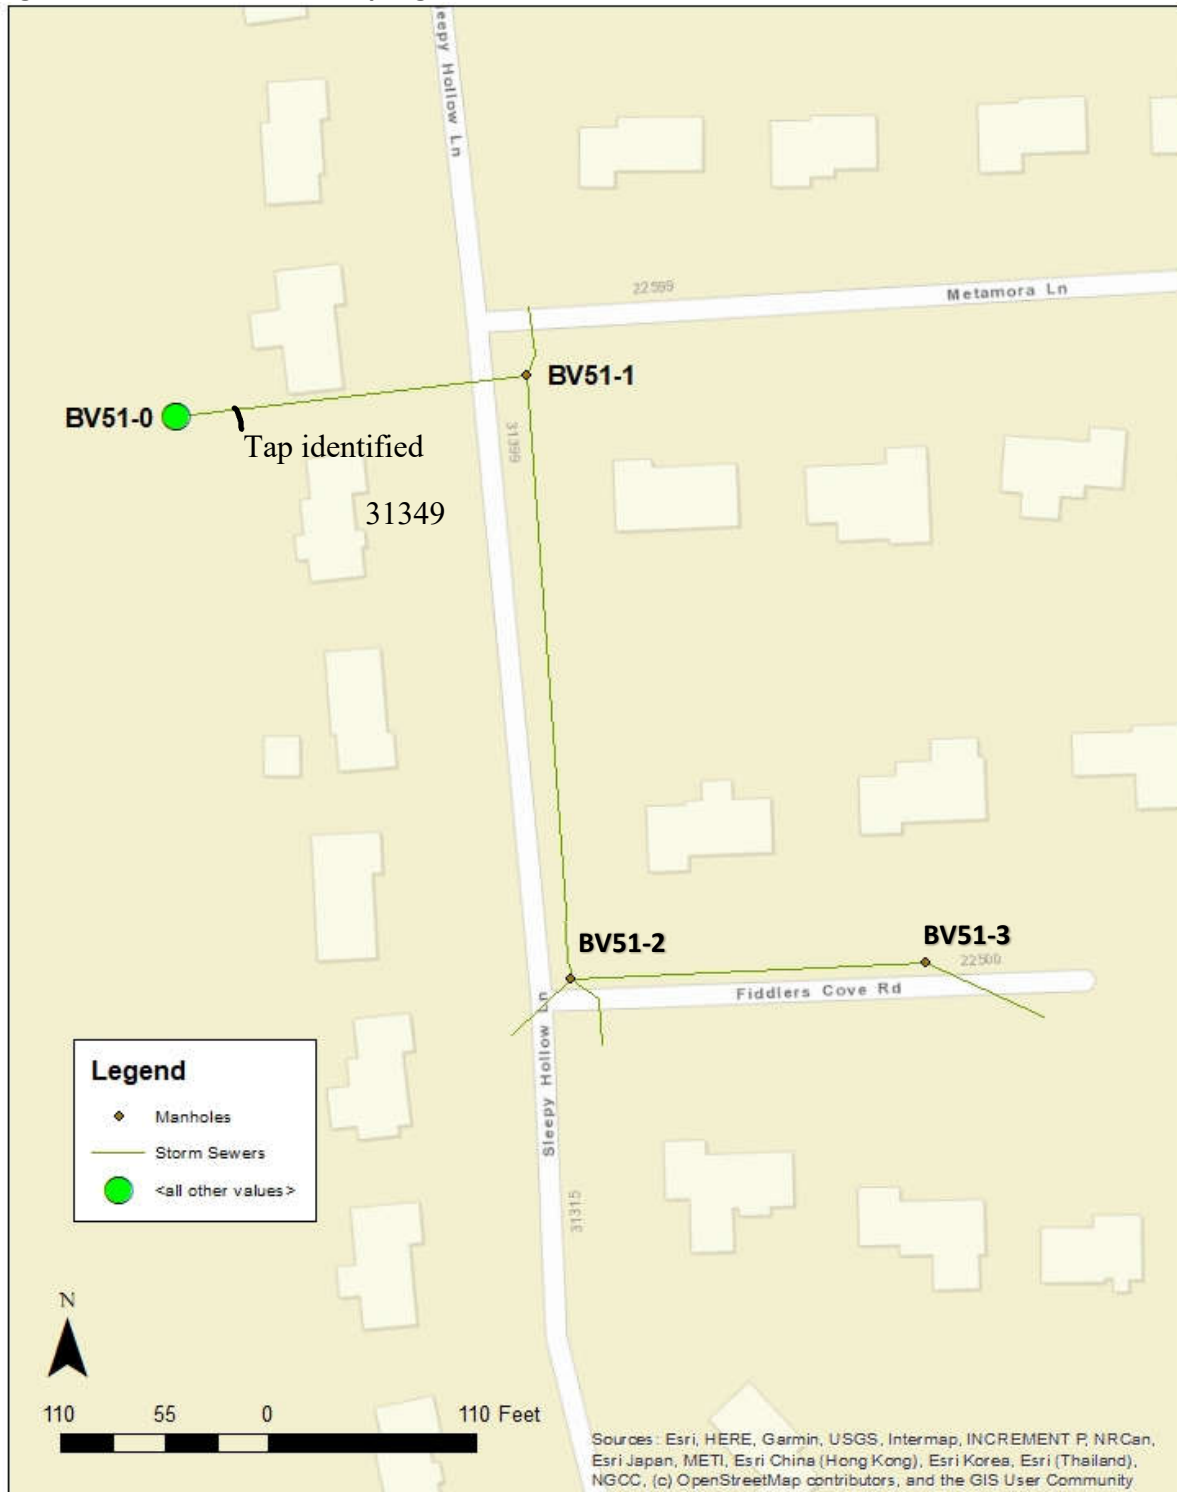 Sleepy Hollow Ln
22599
Metamora Ln
BV51-1
BV51-0
31399
Tap identified
31349
BV51-2
BV51-3
22500
Fiddlers Cove Rd
Sleepy Hollow Ln
Legend
Manholes
Storm Sewers
<all other values>
31315
N
110 55 0 110 Feet
Sources: Esri, HERE, Garmin, USGS, Intermap, INCREMENT P, NRCan,
Esri Japan, METI, Esri China (Hong Kong), Esri Korea, Esri (Thailand),
NGCC, (c) OpenStreetMap contributors, and the GIS User Community